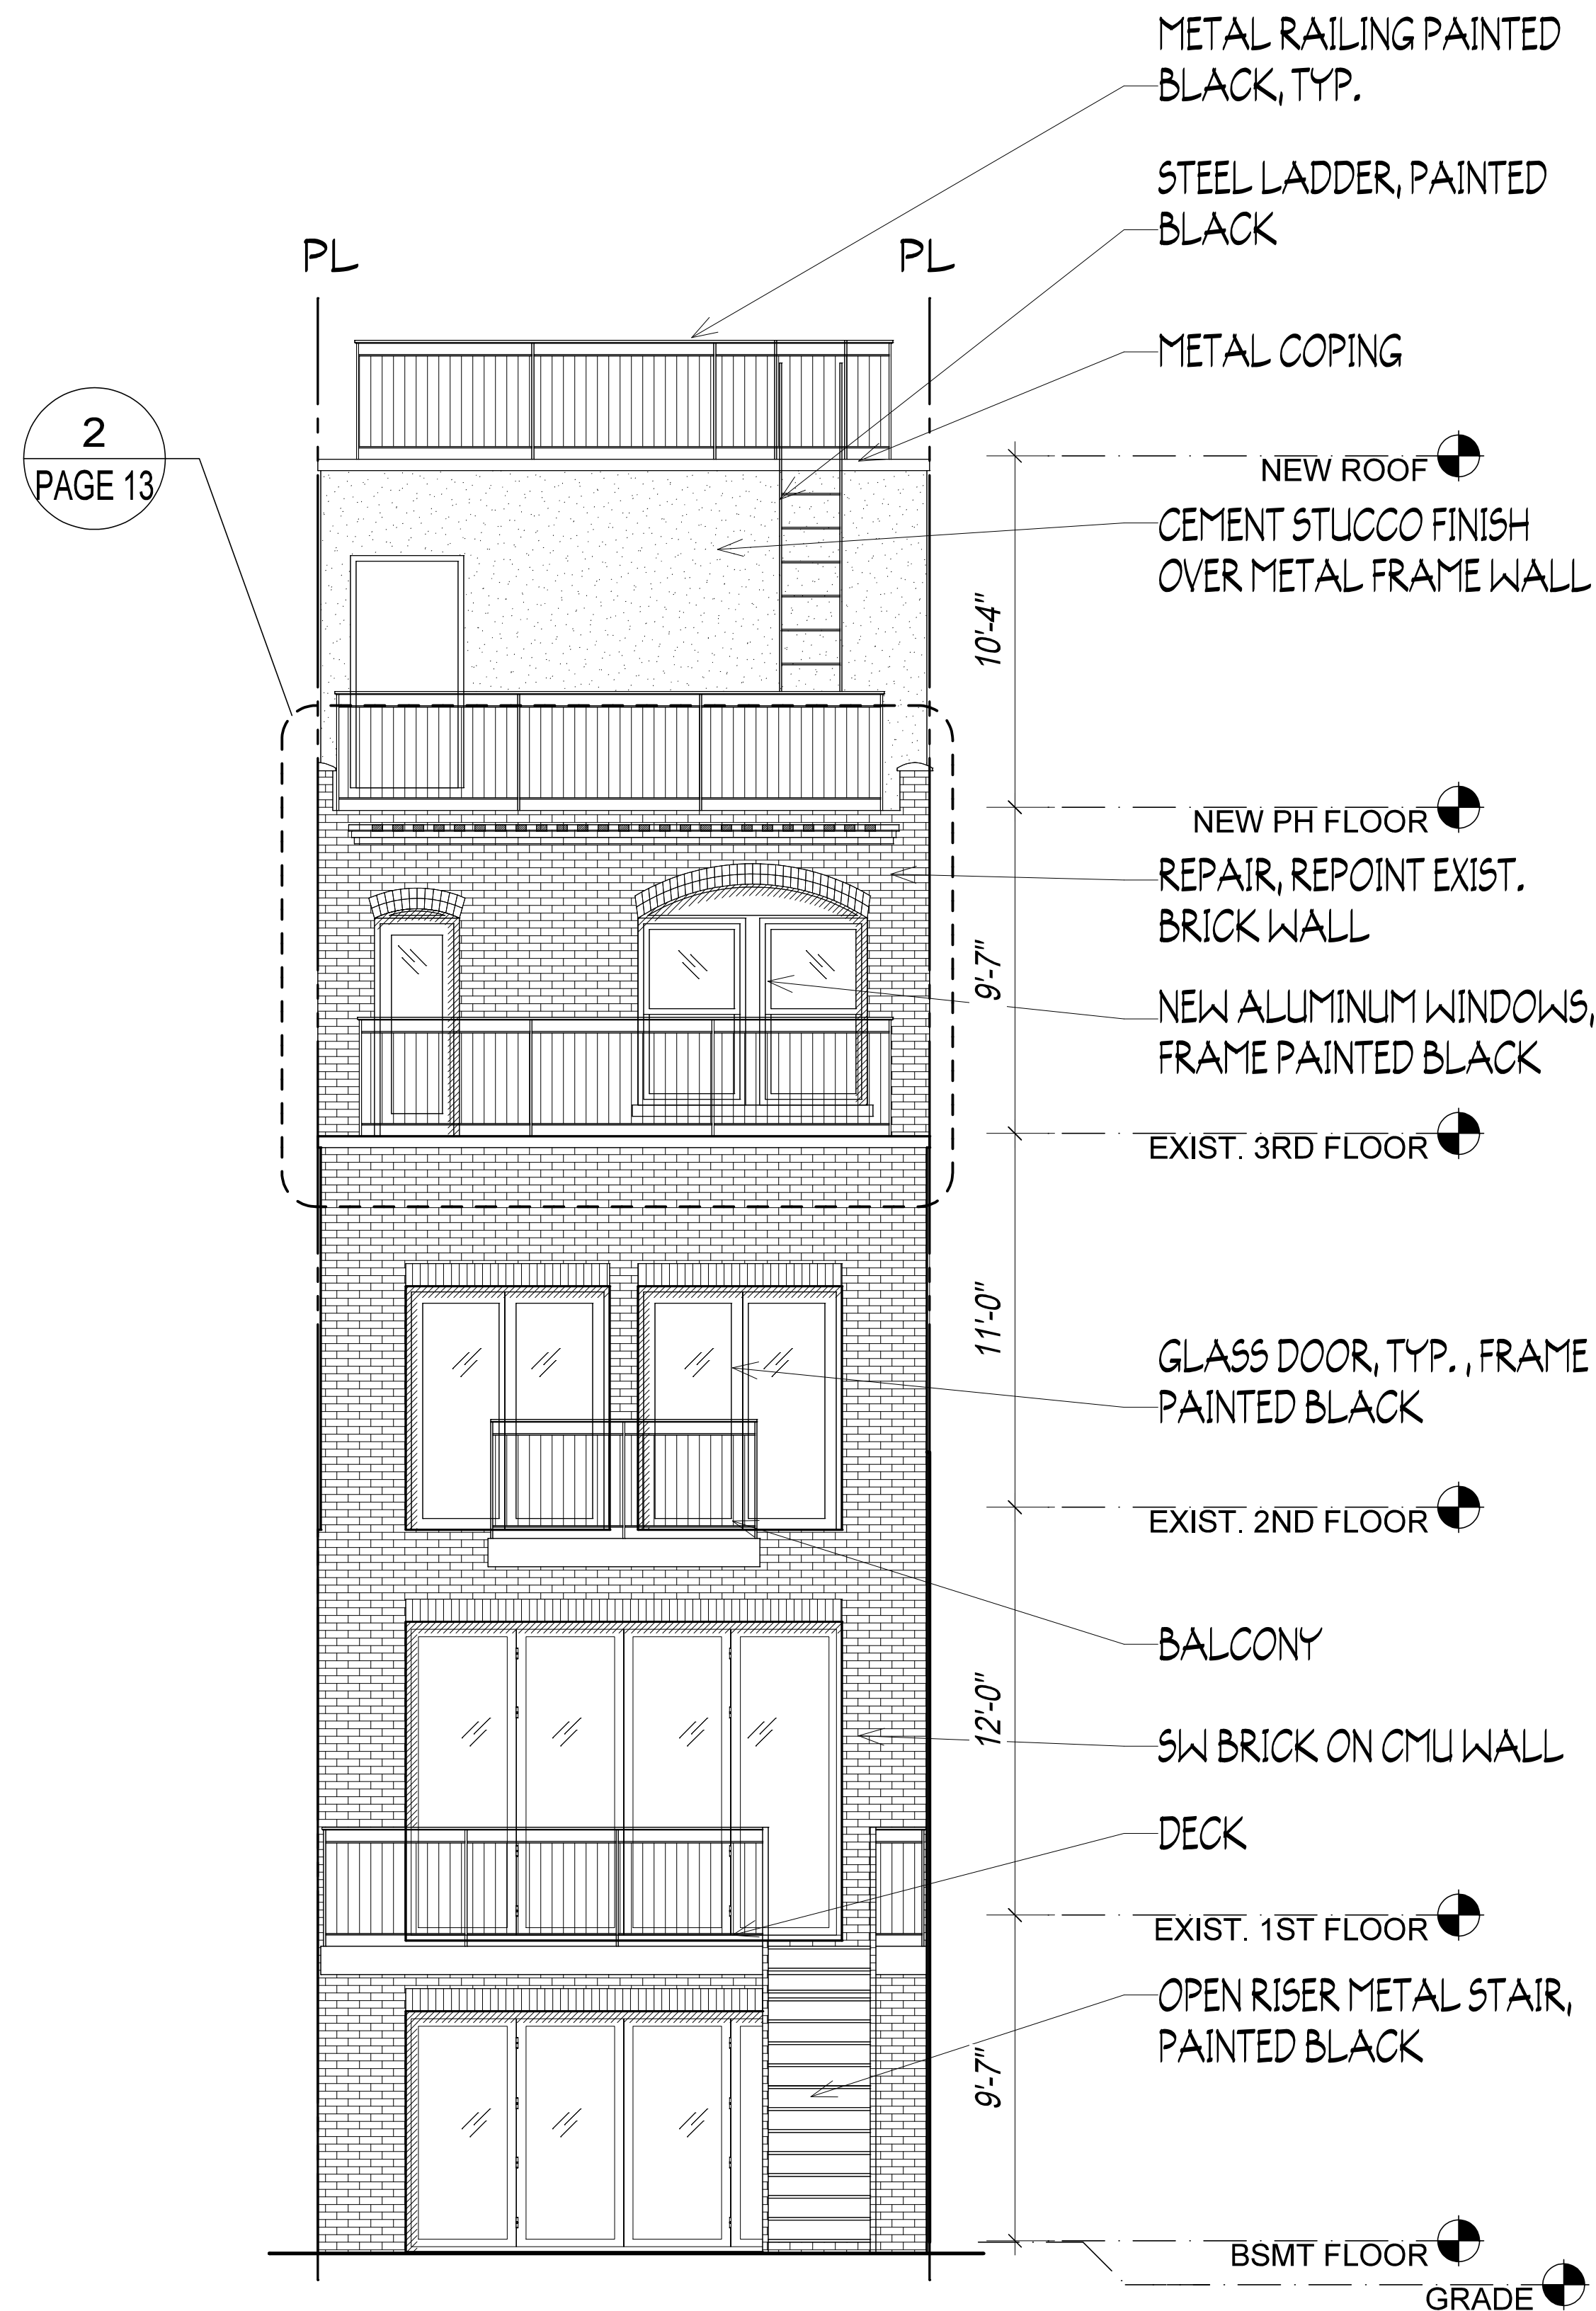 METAL RAILING PAINTED
BLACK, TYP.
STEEL LADDER, PAINTED
BLACK
PL
PL
METAL COPING
2
PAGE 13
NEW ROOF
CEMENT STUCCO FINISH
OVER METAL FRAME WALL
10'-4"
NEW PH FLOOR
REPAIR, REPOINT EXIST.
BRICK WALL
9'-7"
NEW ALUMINUM WINDOWS,
FRAME PAINTED BLACK
EXIST. 3RD FLOOR
11'-0"
GLASS DOOR, TYP. , FRAME
PAINTED BLACK
EXIST. 2ND FLOOR
BALCONY
12'-0"
SW BRICK ON CMU WALL
DECK
EXIST. 1ST FLOOR
OPEN RISER METAL STAIR,
PAINTED BLACK
9'-7"
BSMT FLOOR
GRADE